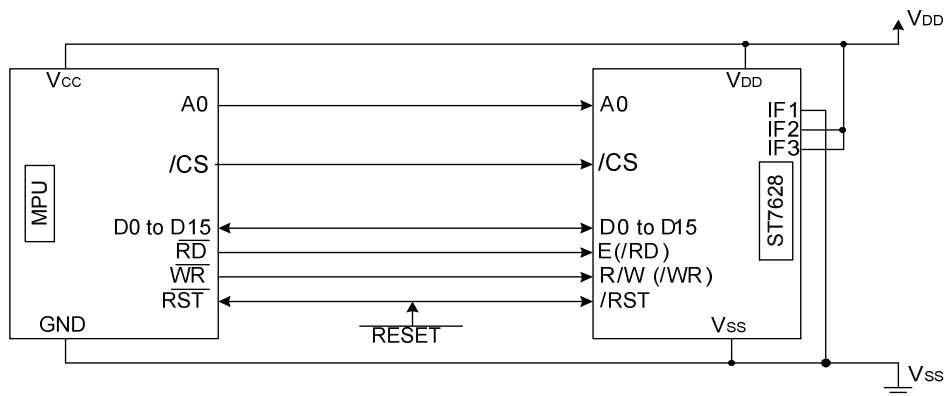 VDD
VCC
VDD
A0
A0
IF1
IF2
IF3
/CS
/CS
MPU
ST7628
D0 to D15
D0 to D15
RD
E(/RD)
WR
R/W (/WR)
RST
/RST
RESET
GND
VSS
VSS